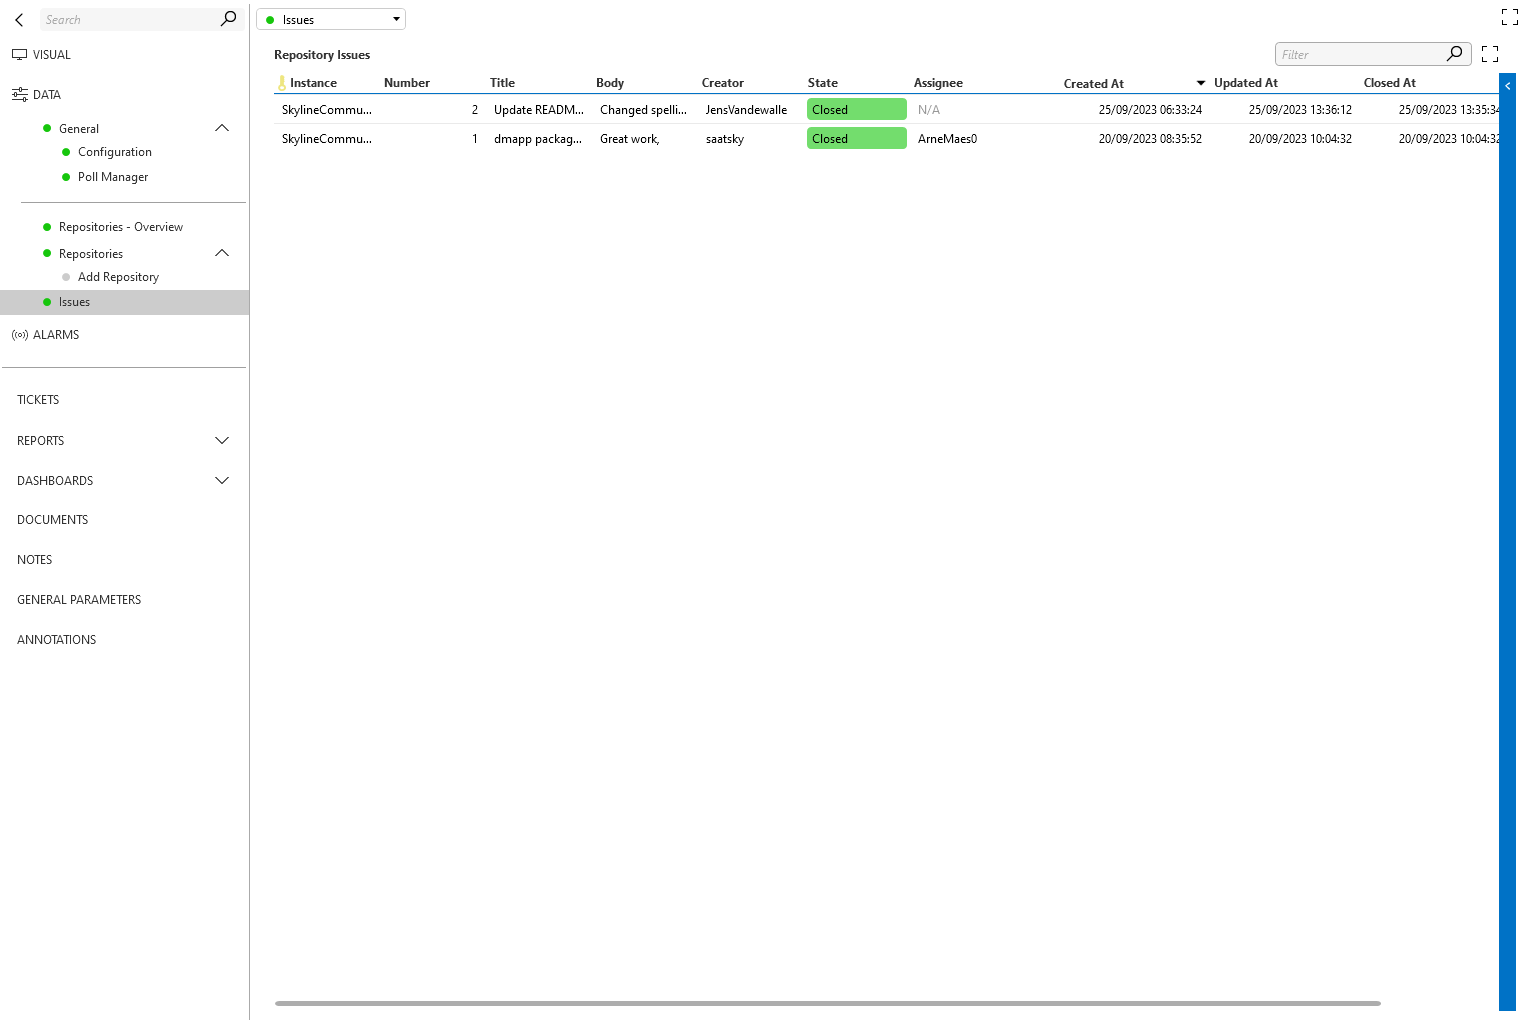 Search
VISUAL
DATA
General
Configuration
Poll Manager
Repositories - Overview
Repositories
Add Repository
Issues
ALARMS
TICKETS
REPORTS
DASHBOARDS
DOCUMENTS
NOTES
GENERAL PARAMETERS
ANNOTATIONS
Issues
Repository Issues
Filter
Instance Number Title Body Creator State Assignee Created At Updated At Closed At
SkylineCommu... 2 Update READM... Changed spelli... JensVandewalle Closed N/A 25/09/2023 06:33:24 25/09/2023 13:36:12 25/09/2023 13:35:34
SkylineCommu... 1 dmapp packag... Great work, saatsky Closed ArneMaes0 20/09/2023 08:35:52 20/09/2023 10:04:32 20/09/2023 10:04:32